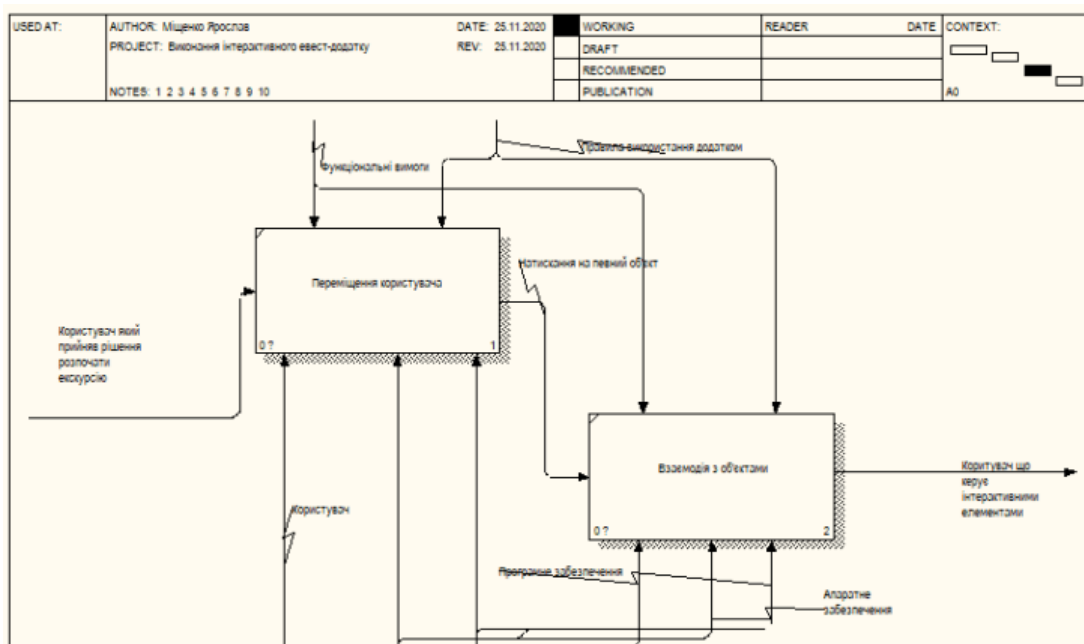 USED AT:
AUTHOR: Міщенко Ярослав
DATE: 25.11.2020
WORKING
READER
DATE
CONTEXT:
PROJECT: Виконання інтерактивного евест-додатку
REV: 25.11.2020
DRAFT
RECOMMENDED
NOTES: 1 2 3 4 5 6 7 8 9 10
PUBLICATION
A0
Функціональні вимоги
Правила використання додатком
Натискання на певний об'єкт
Переміщення користувача
0 ?
1
Користувач який
прийняв рішення
розпочати
екскурсію
Взаємодія з об'єктами
0 ?
2
Коритувач що
керує
інтерактивними
елементами
Користувач
Програмне забезпечення
Апаратне
забезпечення